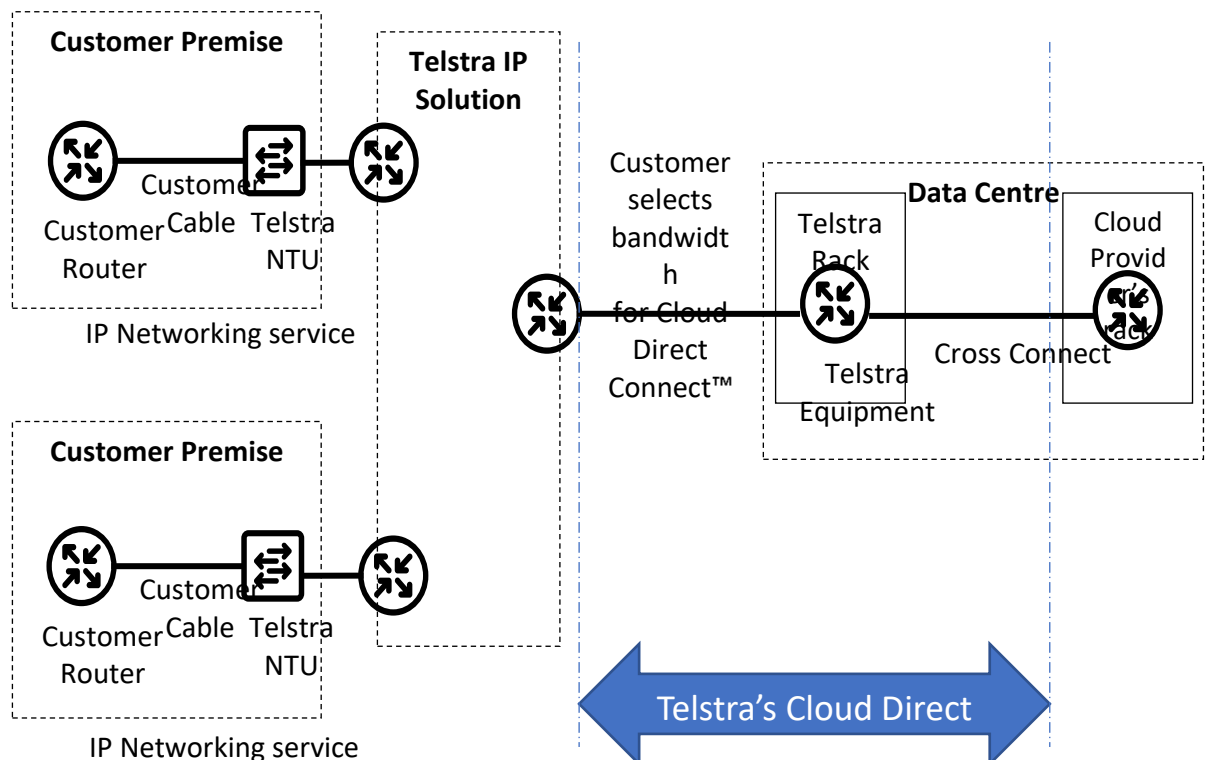 Customer Premise
Customer
Router
Customer
Cable
Telstra
NTU
IP Networking service
Telstra IP
Solution
Customer
selects
bandwidt
h
for Cloud
Direct
Connect™
Data Centre
Telstra
Rack
Telstra
Equipment
Cross Connect
Cloud
Provid
er's
rack
Customer Premise
Customer
Router
Customer
Cable
Telstra
NTU
IP Networking service
Telstra’s Cloud Direct